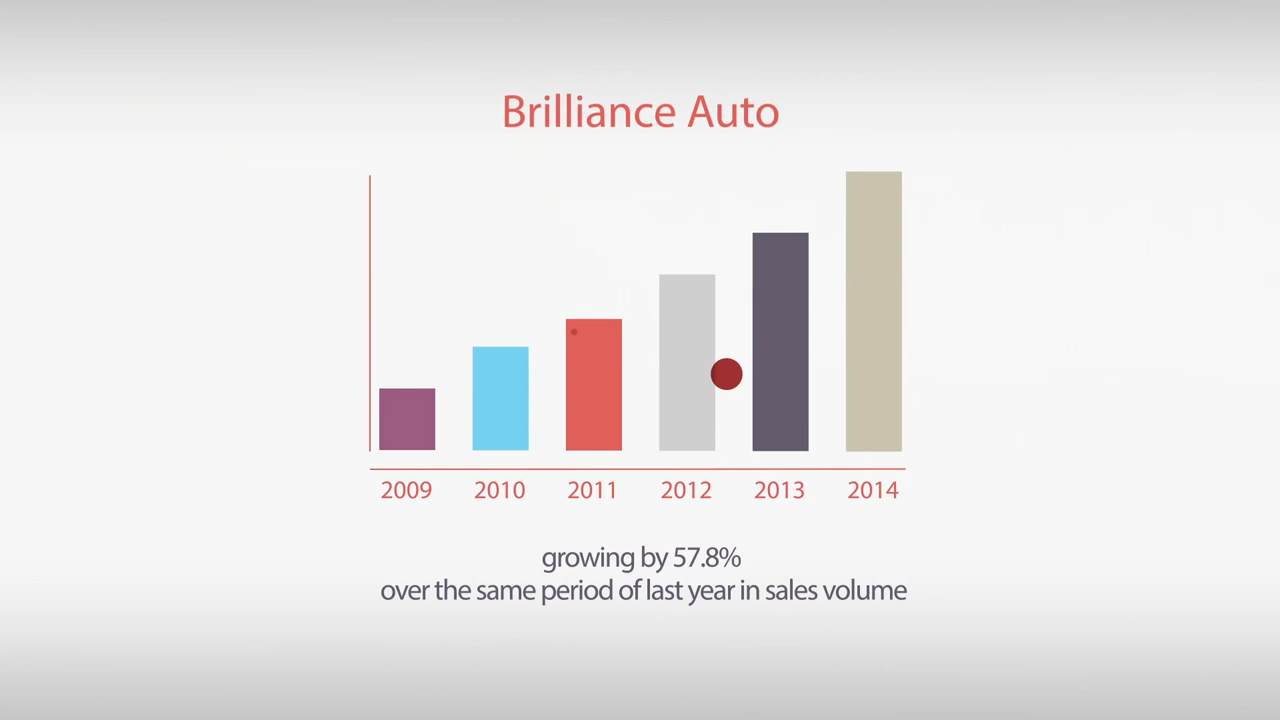 Brilliance Auto
2009 2010 2011 2012 2013 2014
growing by 57.8%
over the same period of last year in sales volume